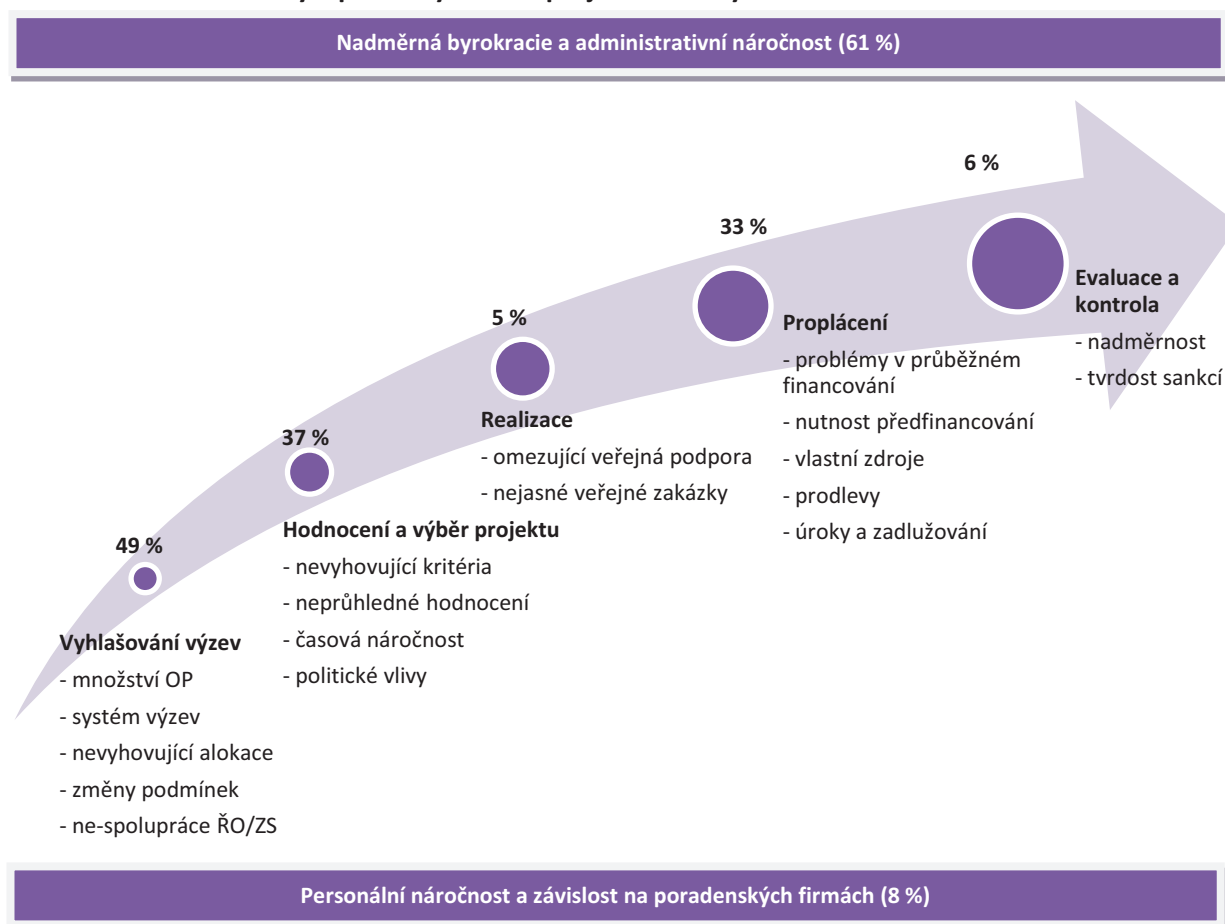 Nadměrná byrokracie a administrativní náročnost (61 %)
49 %
Vyhlašování výzev
- množství OP
- systém výzev
- nevyhovující alokace
- změny podmínek
- ne-spolupráce ŘO/ZS
37 %
Hodnocení a výběr projektu
- nevyhovující kritéria
- neprůhledné hodnocení
- časová náročnost
- politické vlivy
5 %
Realizace
- omezující veřejná podpora
- nejasné veřejné zakázky
33 %
Proplácení
- problémy v průběžném
financování
- nutnost předfinancování
- vlastní zdroje
- prodlevy
- úroky a zadlužování
6 %
Evaluace a
kontrola
- nadměrnost
- tvrdost sankcí
Personální náročnost a závislost na poradenských firmách (8 %)